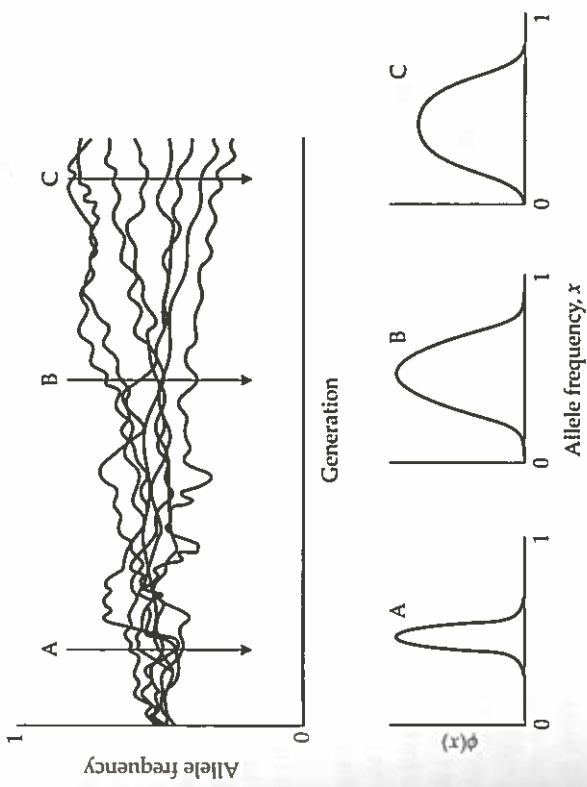 1
A
B
C
Allele frequency
0
Generation
A
B
C
ϕ(x)
0
1
0
1
0
1
Allele frequency, x